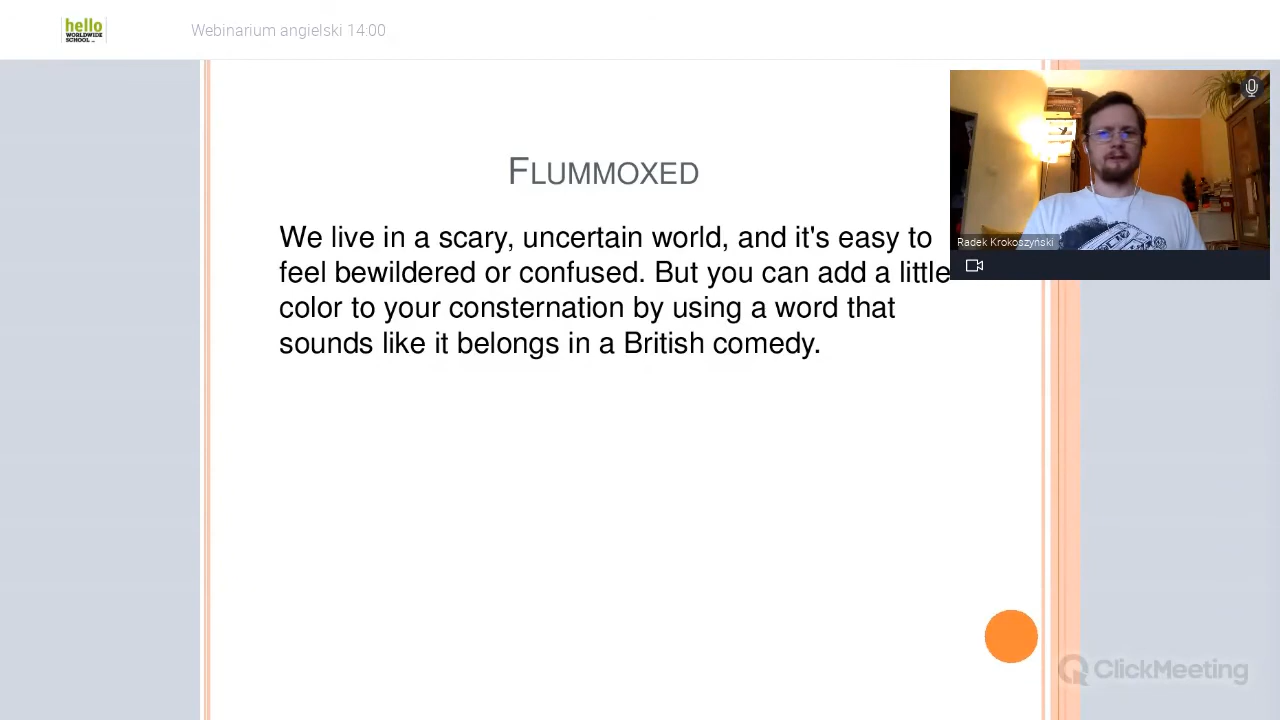 hello
WORLDWIDE
SCHOOL
Webinarium angielski 14:00
FLUMMOXED
We live in a scary, uncertain world, and it's easy to
feel bewildered or confused. But you can add a little
color to your consternation by using a word that
sounds like it belongs in a British comedy.
Radek Krokoszyński
ClickMeeting